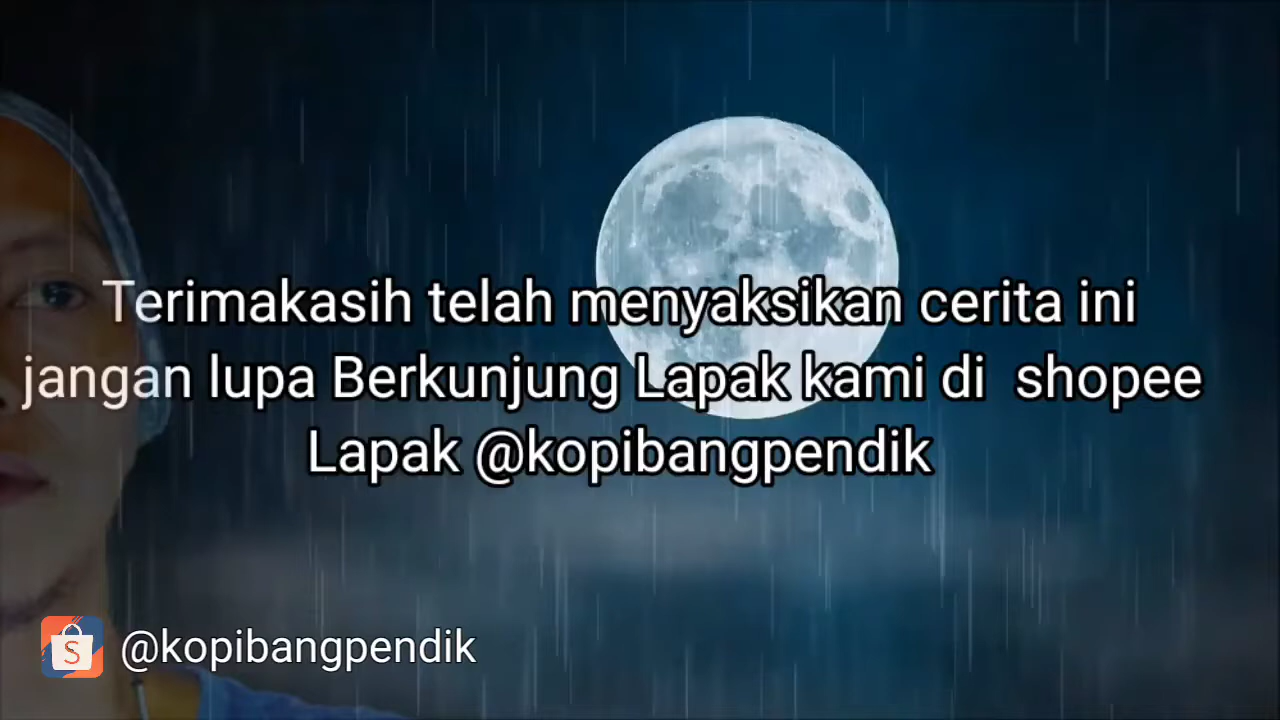 Terimakasih telah menyaksikan cerita ini
jangan lupa Berkunjung Lapak kami di shopee
Lapak @kopibangpendik
S
@kopibangpendik